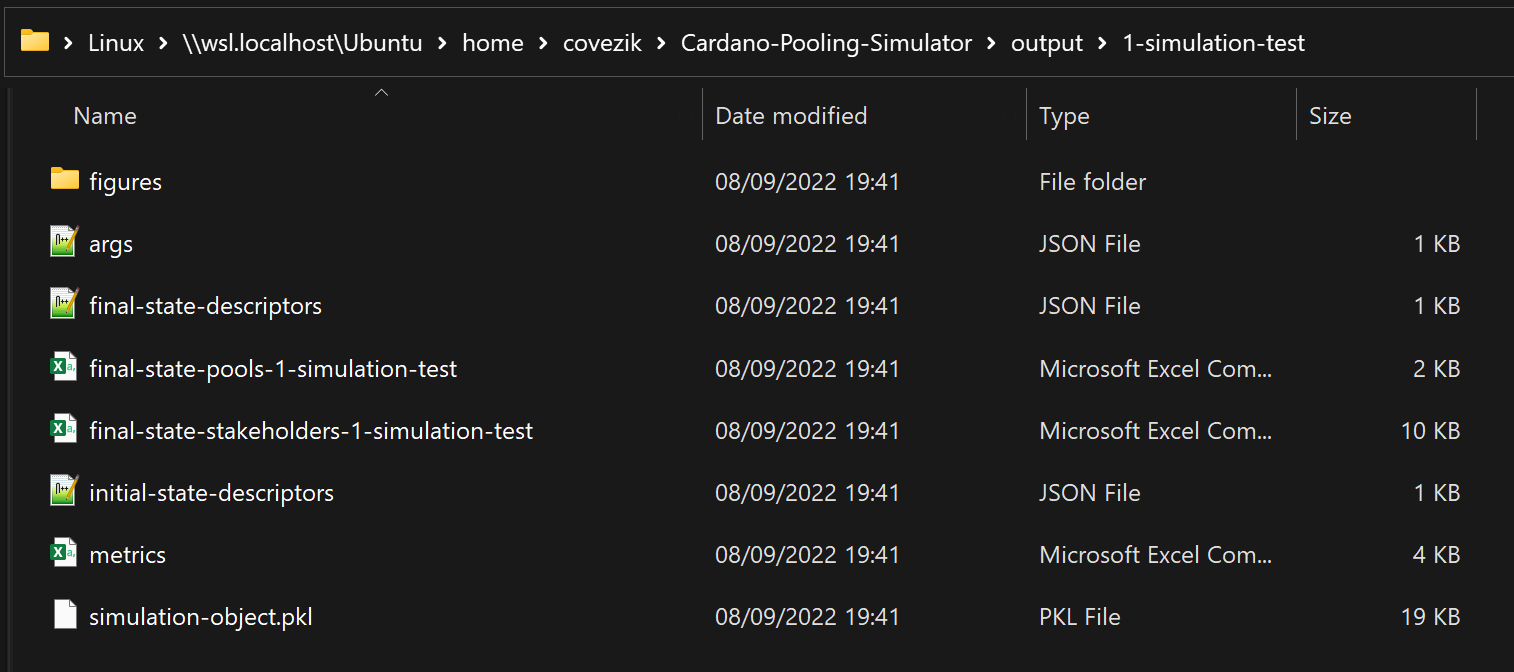 Linux > \\wsl.localhost\Ubuntu > home > covezik > Cardano-Pooling-Simulator > output > 1-simulation-test
Name Date modified Type Size
figures 08/09/2022 19:41 File folder
args 08/09/2022 19:41 JSON File 1 KB
final-state-descriptors 08/09/2022 19:41 JSON File 1 KB
final-state-pools-1-simulation-test 08/09/2022 19:41 Microsoft Excel Com... 2 KB
final-state-stakeholders-1-simulation-test 08/09/2022 19:41 Microsoft Excel Com... 10 KB
initial-state-descriptors 08/09/2022 19:41 JSON File 1 KB
metrics 08/09/2022 19:41 Microsoft Excel Com... 4 KB
simulation-object.pkl 08/09/2022 19:41 PKL File 19 KB